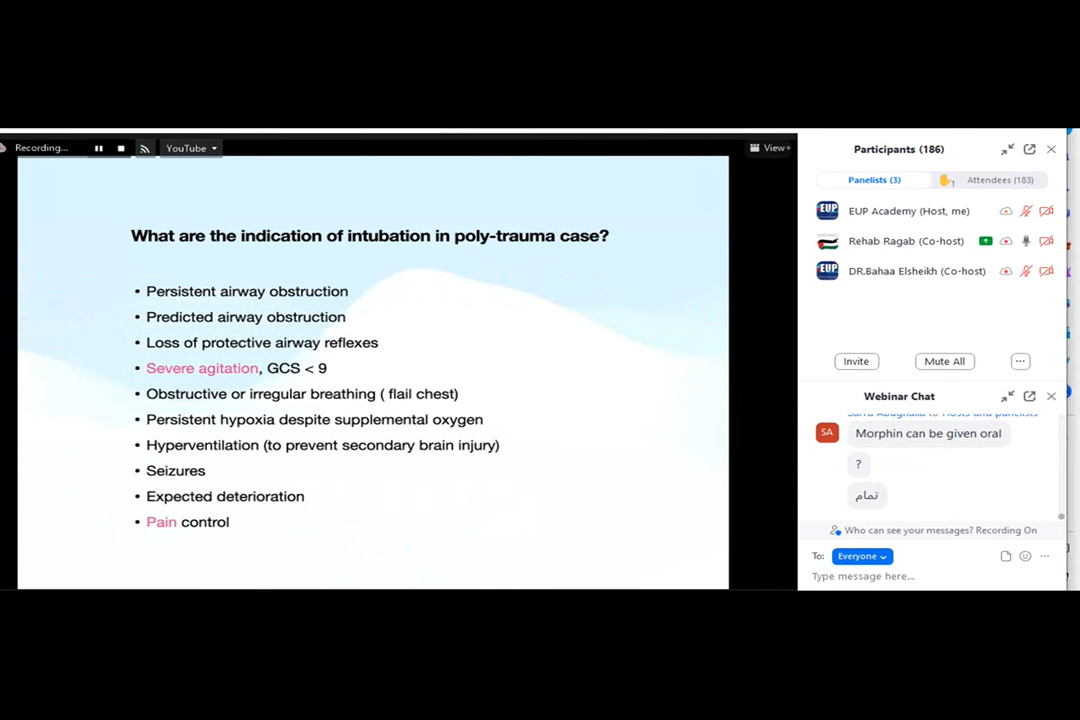 Recording...
YouTube
View
What are the indication of intubation in poly-trauma case?
• Persistent airway obstruction
• Predicted airway obstruction
• Loss of protective airway reflexes
• Severe agitation, GCS < 9
• Obstructive or irregular breathing ( flail chest)
• Persistent hypoxia despite supplemental oxygen
• Hyperventilation (to prevent secondary brain injury)
• Seizures
• Expected deterioration
• Pain control
Participants (186)
Panelists (3)
1
Attendees (183)
EUP EUP Academy (Host, me)
Rehab Ragab (Co-host)
EUP DR.Bahaa Elsheikh (Co-host)
Invite
Mute All
...
Webinar Chat
to Hosts and panelists
SA
Morphin can be given oral
?
تمام
Who can see your messages? Recording On
To:
Everyone
Type message here...